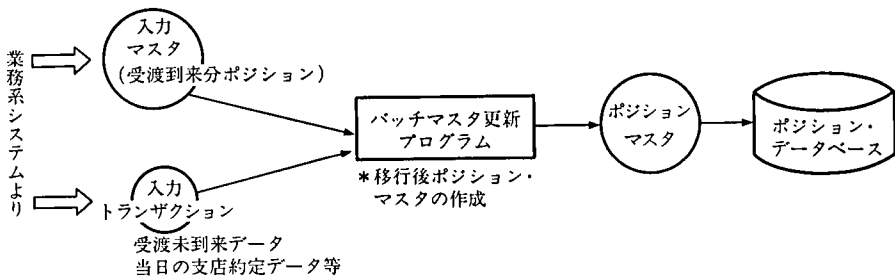 業務系システムより
入力
マスタ
(受渡到来分ポジション)
入力
トランザクション
受渡未到来データ
当日の支店約定データ等
バッチマスタ更新
プログラム
*移行後ポジション・
マスタの作成
ポジション
マスタ
ポジション・
データベース